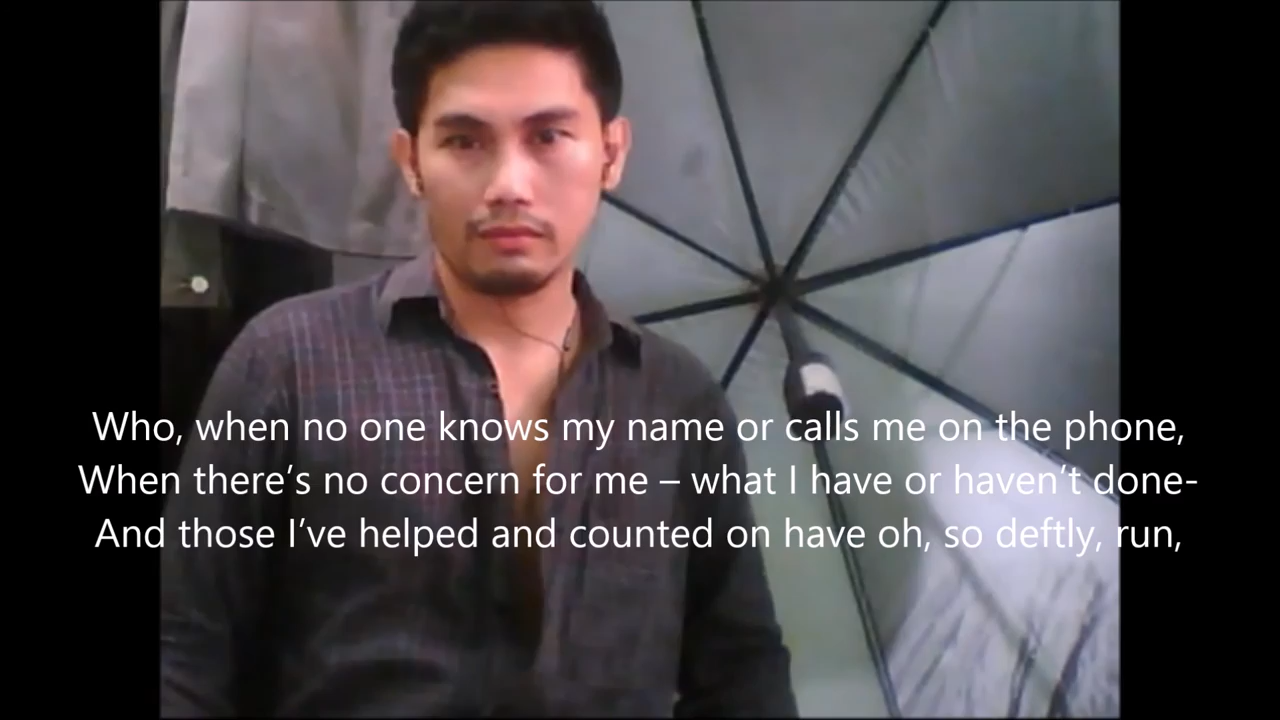 Who, when no one knows my name or calls me on the phone,
When there’s no concern for me – what I have or haven’t done-
And those I’ve helped and counted on have oh, so deftly, run,